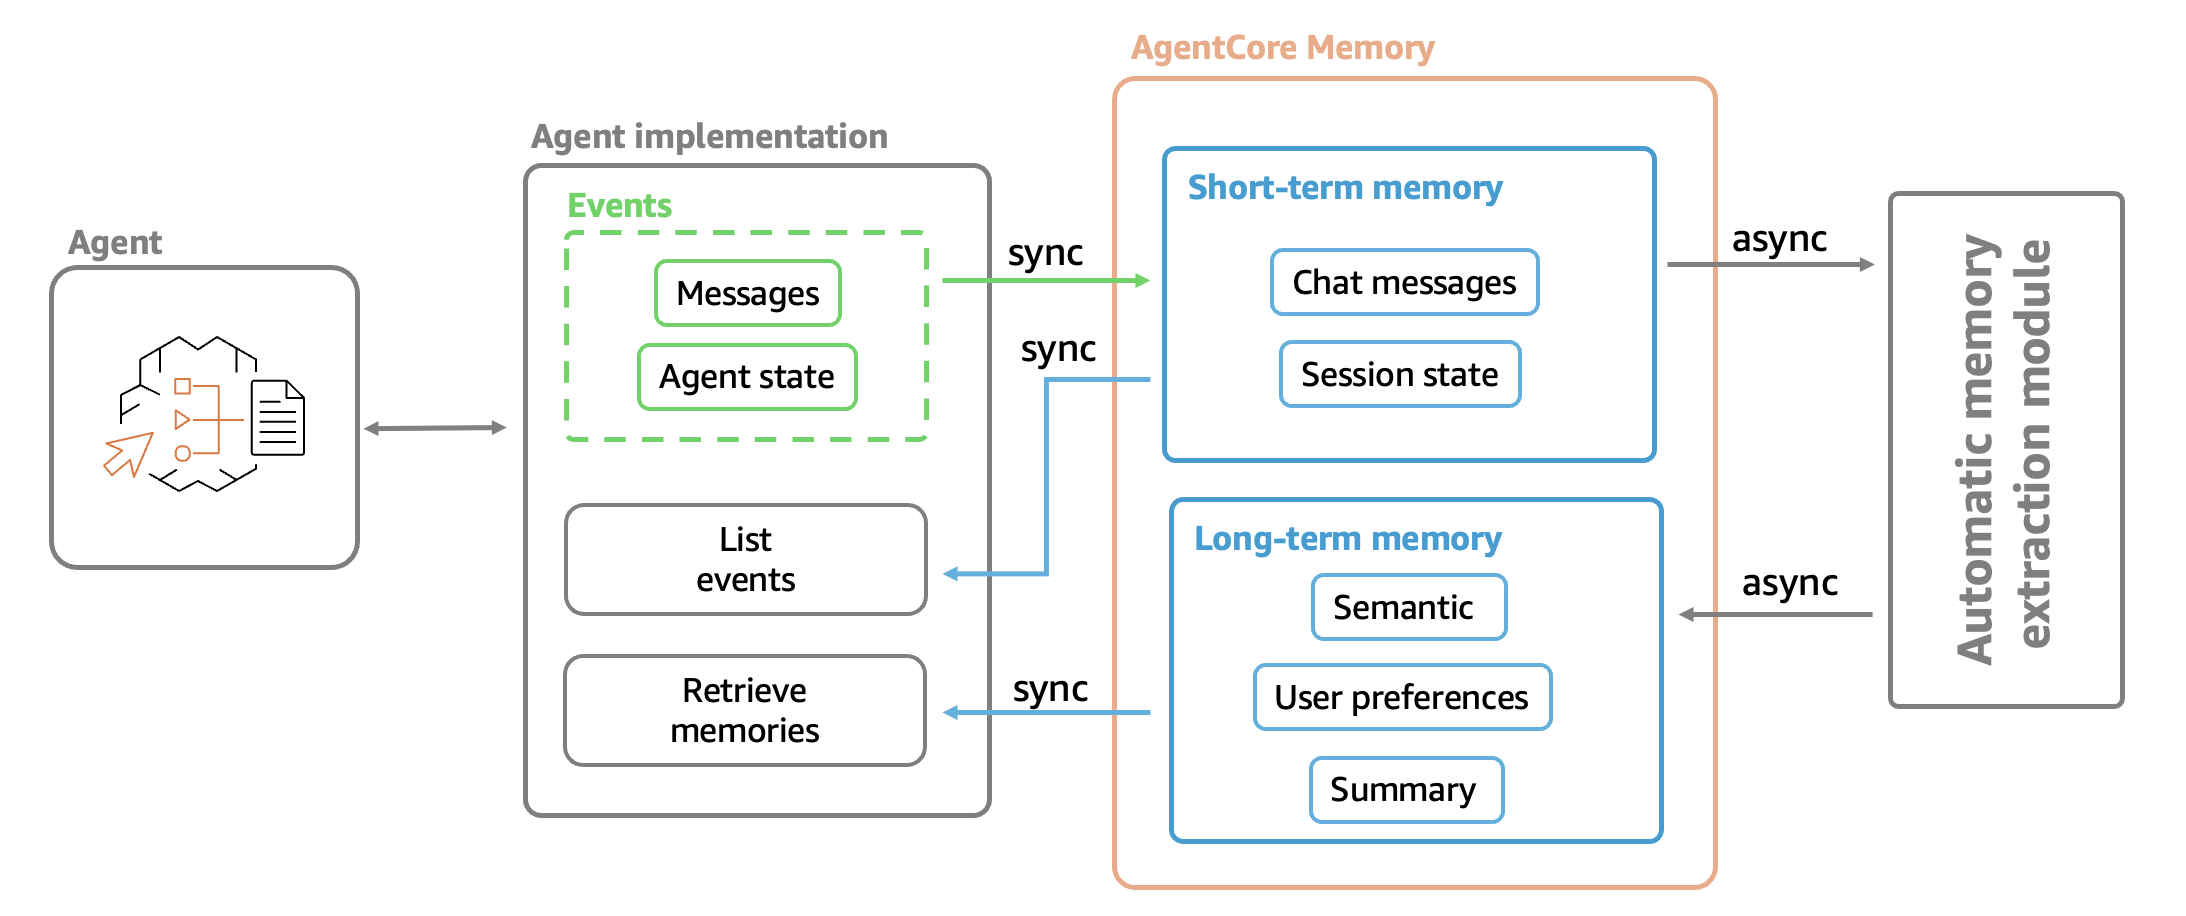 Agent
Agent implementation
Events
Messages
Agent state
List
events
Retrieve
memories
sync
sync
sync
AgentCore Memory
Short-term memory
Chat messages
Session state
Long-term memory
Semantic
User preferences
Summary
async
async
Automatic memory
extraction module